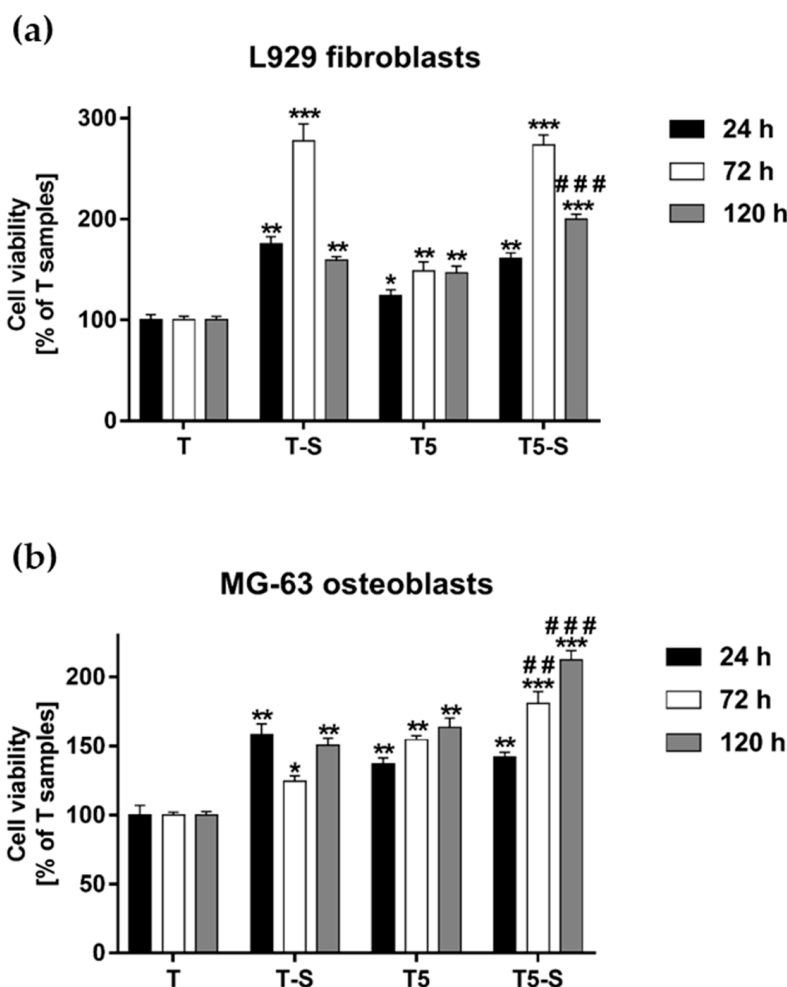 (a)
L929 fibroblasts
Cell viability
[% of T samples]
300
200
100
0
**
***
**
*
**
**
**
***
# # #
***
T
T-S
T5
T5-S
24 h
72 h
120 h
(b)
MG-63 osteoblasts
Cell viability
[% of T samples]
200
150
100
50
0
**
*
**
**
**
**
**
# #
***
# # #
***
T
T-S
T5
T5-S
24 h
72 h
120 h